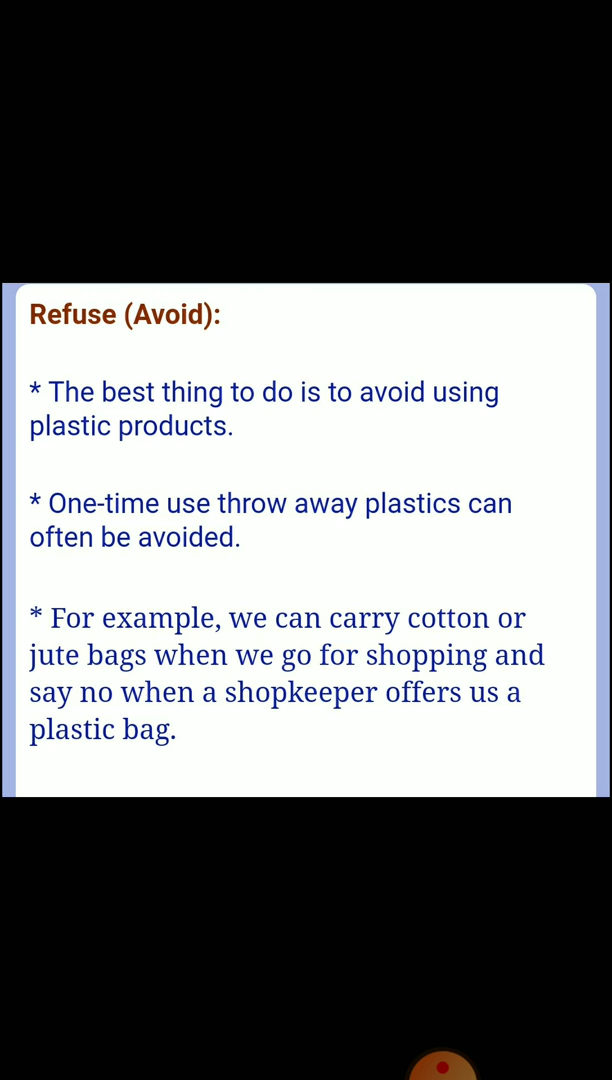 Refuse (Avoid):
* The best thing to do is to avoid using
plastic products.
* One-time use throw away plastics can
often be avoided.
* For example, we can carry cotton or
jute bags when we go for shopping and
say no when a shopkeeper offers us a
plastic bag.